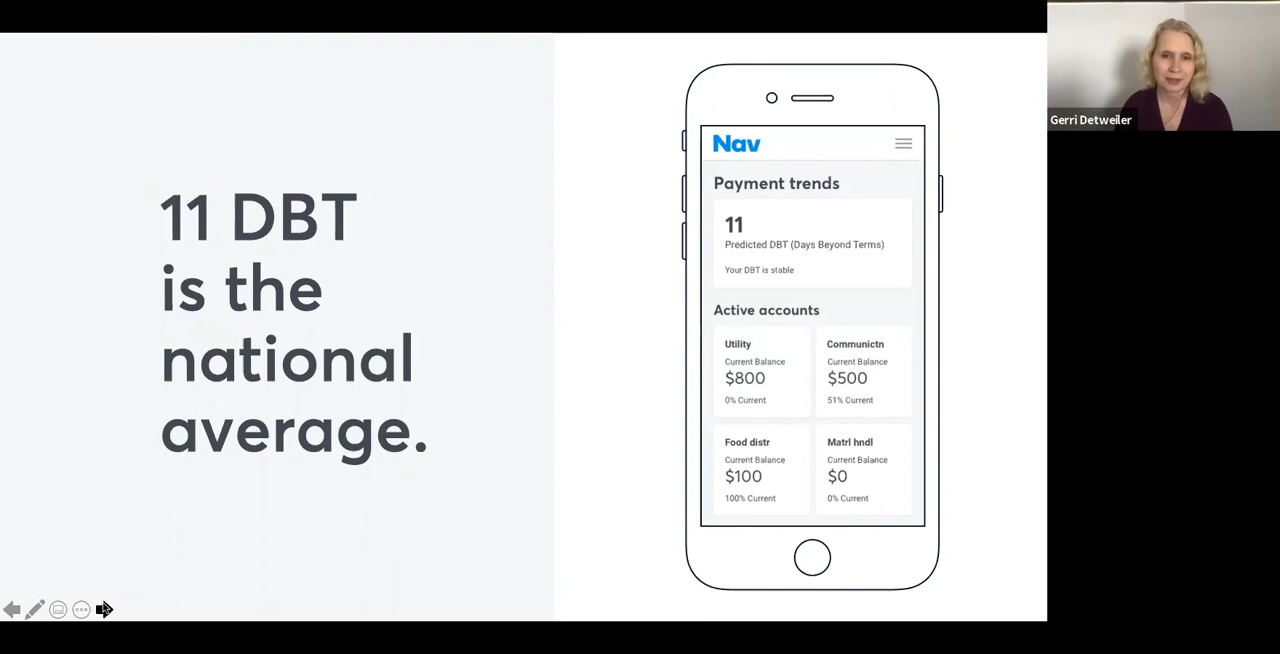 11 DBT
is the
national
average.
Nav
Payment trends
11
Predicted DBT (Days Beyond Terms)
Your DBT is stable
Active accounts
Utility
Current Balance
$800
0% Current
Communictn
Current Balance
$500
51% Current
Food distr
Current Balance
$100
100% Current
Matrl hndl
Current Balance
$0
0% Current
Gerri Detweiler